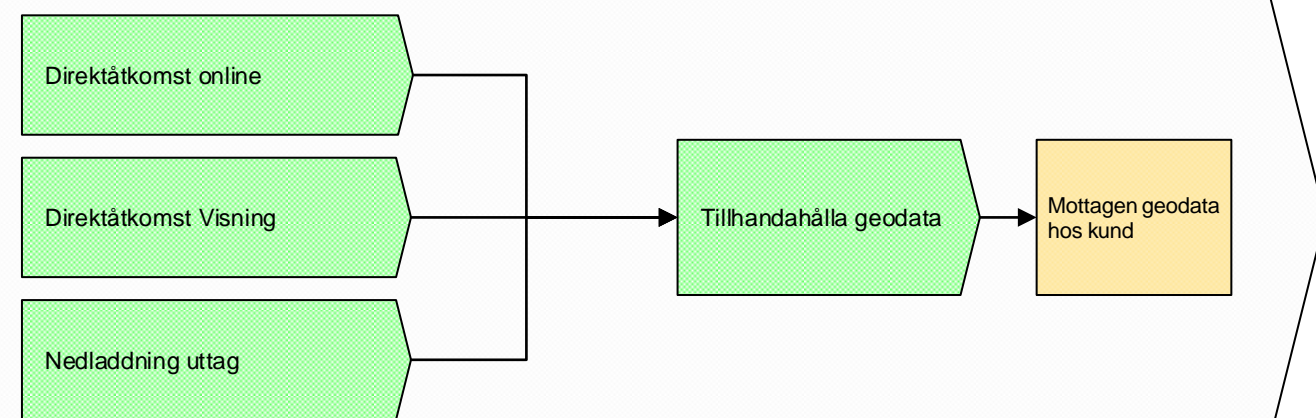 Direktåtkomst online
Direktåtkomst Visning
Tillhandahålla geodata
Mottagen geodata
hos kund
Nedladdning uttag